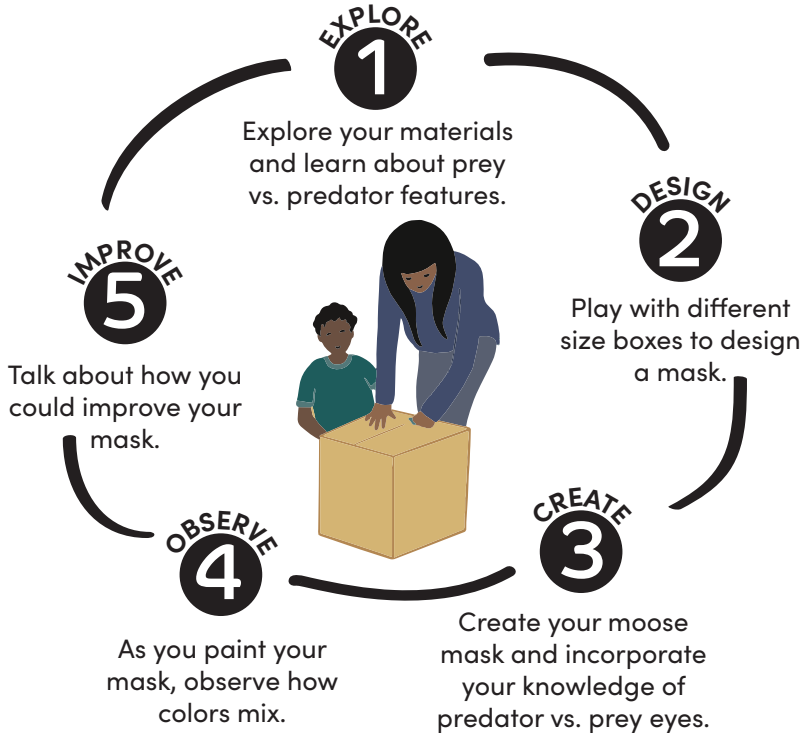 EXPLORE
1
Explore your materials
and learn about prey
vs. predator features.
DESIGN
2
Play with different
size boxes to design
a mask.
CREATE
3
Create your moose
mask and incorporate
your knowledge of
predator vs. prey eyes.
OBSERVE
4
As you paint your
mask, observe how
colors mix.
IMPROVE
5
Talk about how you
could improve your
mask.